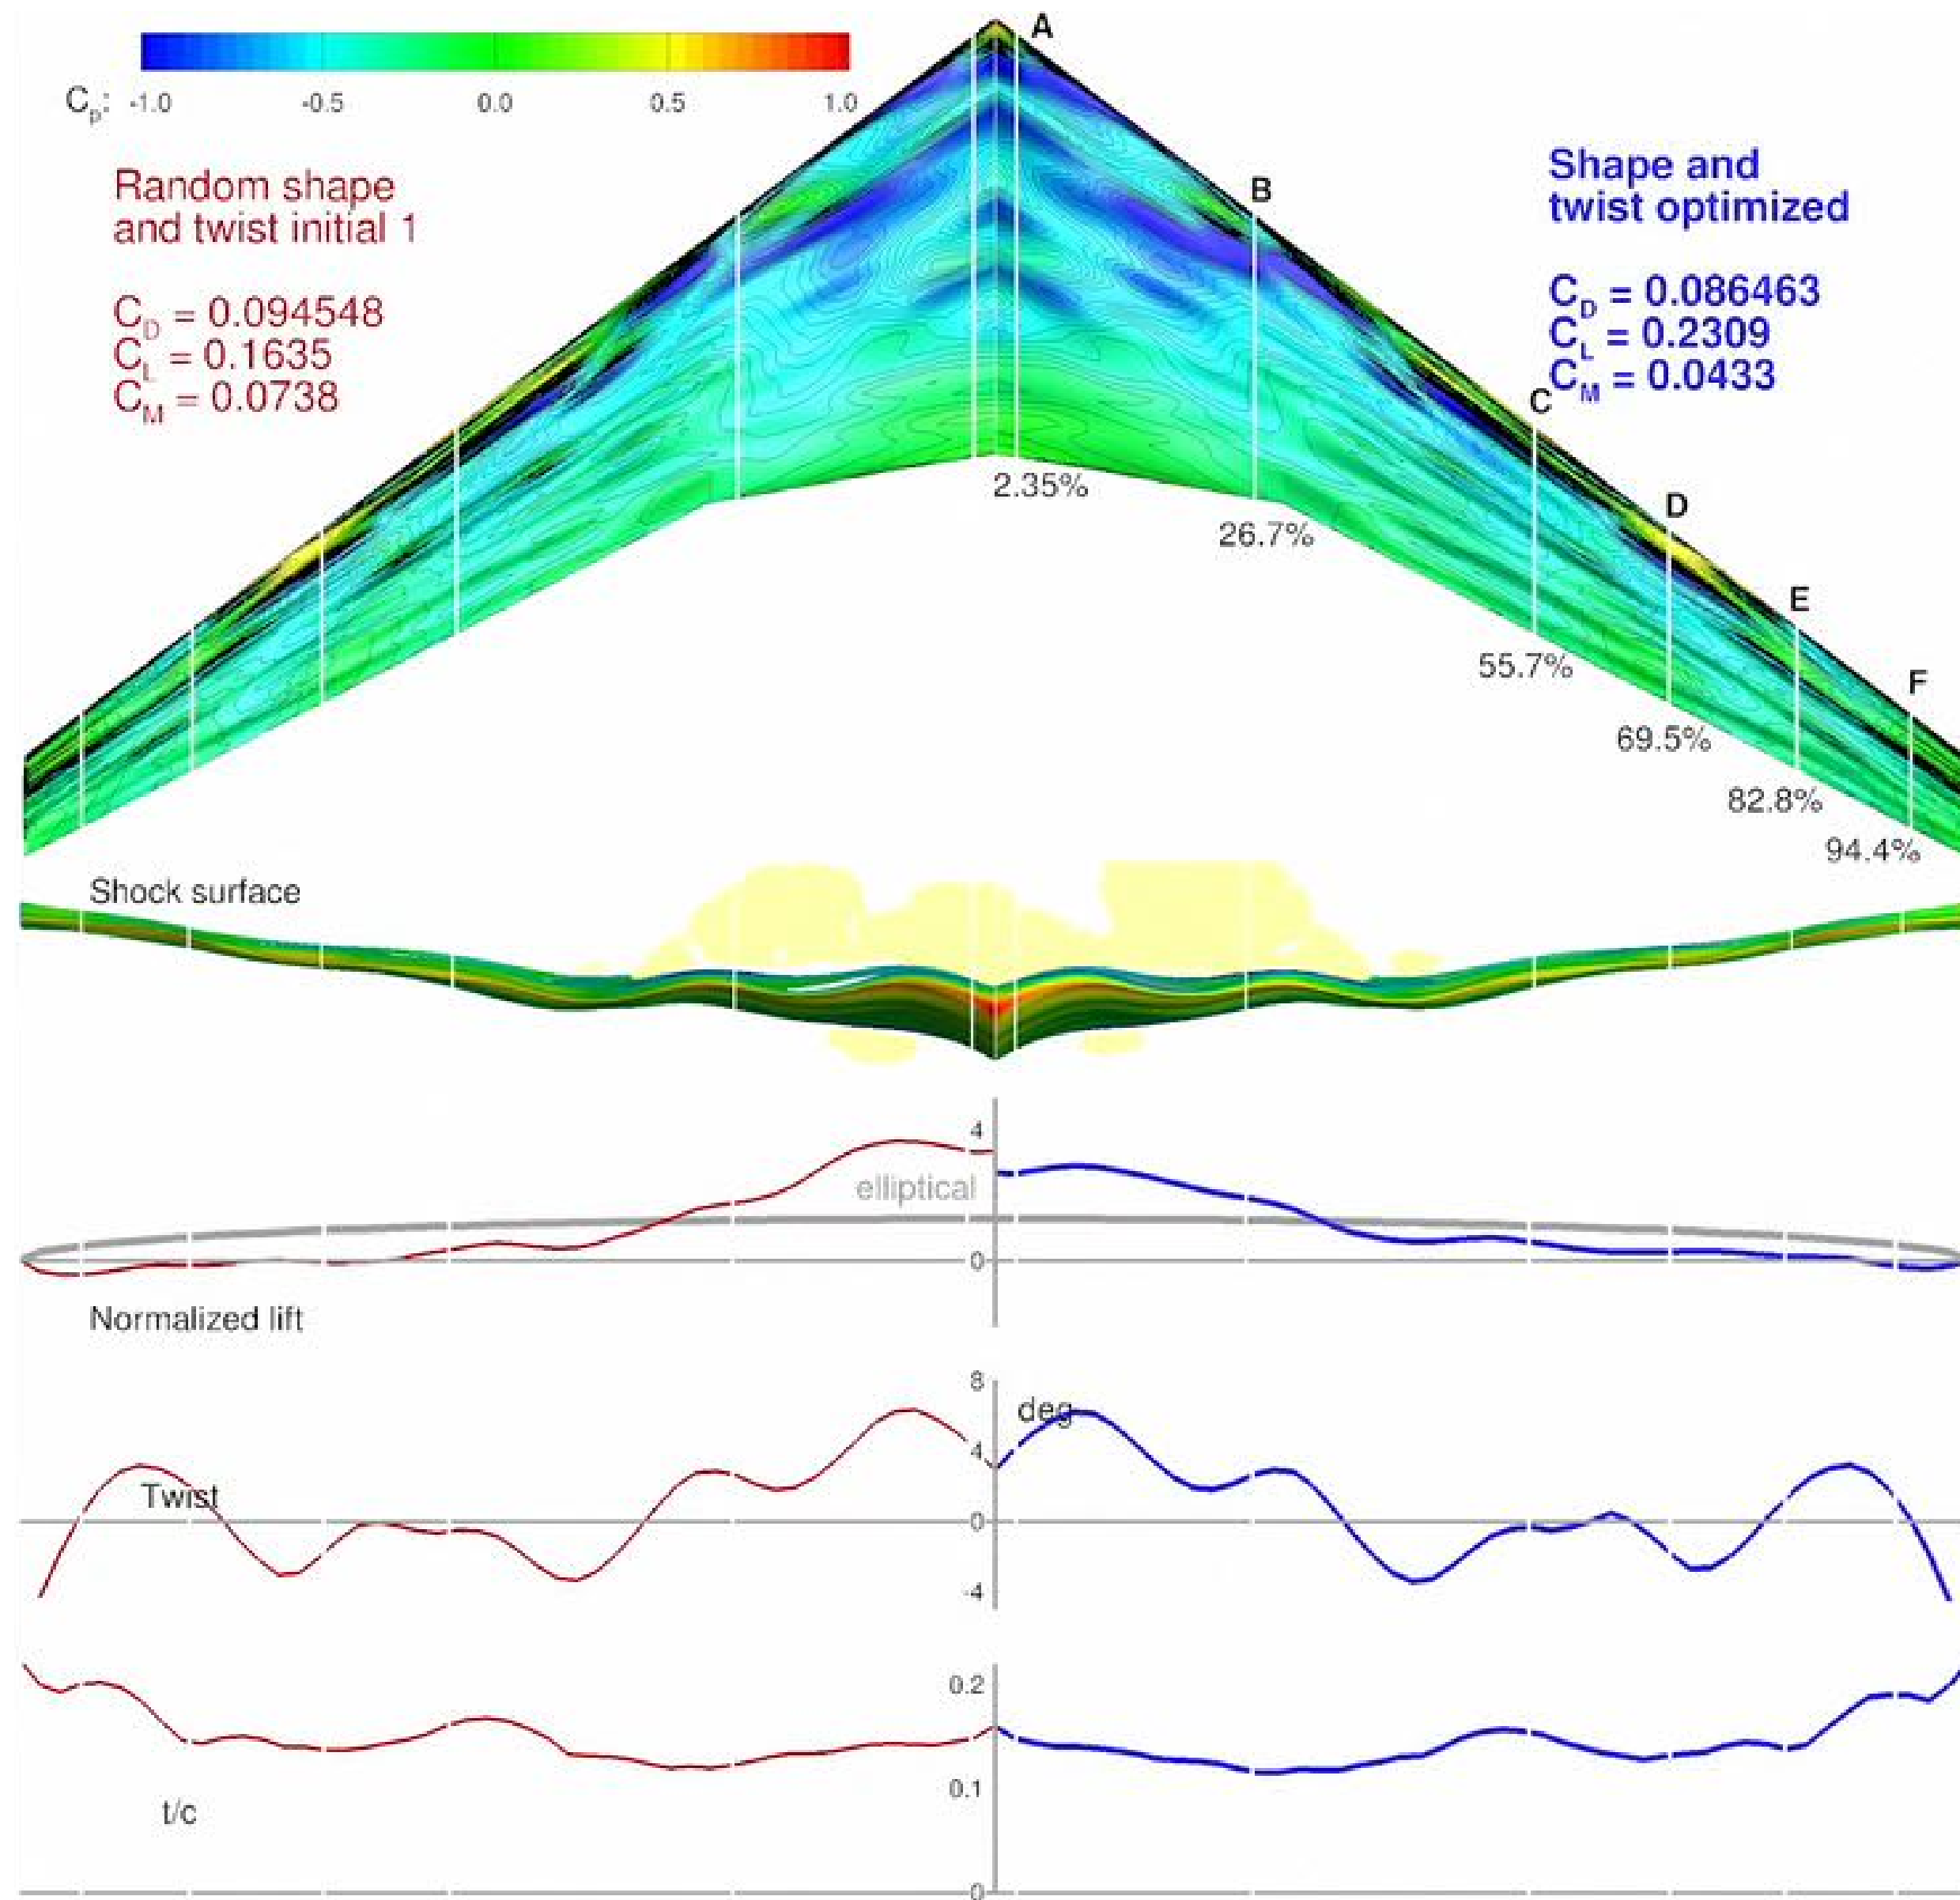 A
Cp: -1.0 -0.5 0.0 0.5 1.0
Random shape
and twist initial 1
CD = 0.094548
CL = 0.1635
CM = 0.0738
Shape and
twist optimized
CD = 0.086463
CL = 0.2309
CM = 0.0433
B
C
D
E
F
2.35%
26.7%
55.7%
69.5%
82.8%
94.4%
Shock surface
4
elliptical
0
Normalized lift
8
deg
4
Twist
0
-4
0.2
0.1
t/c
0